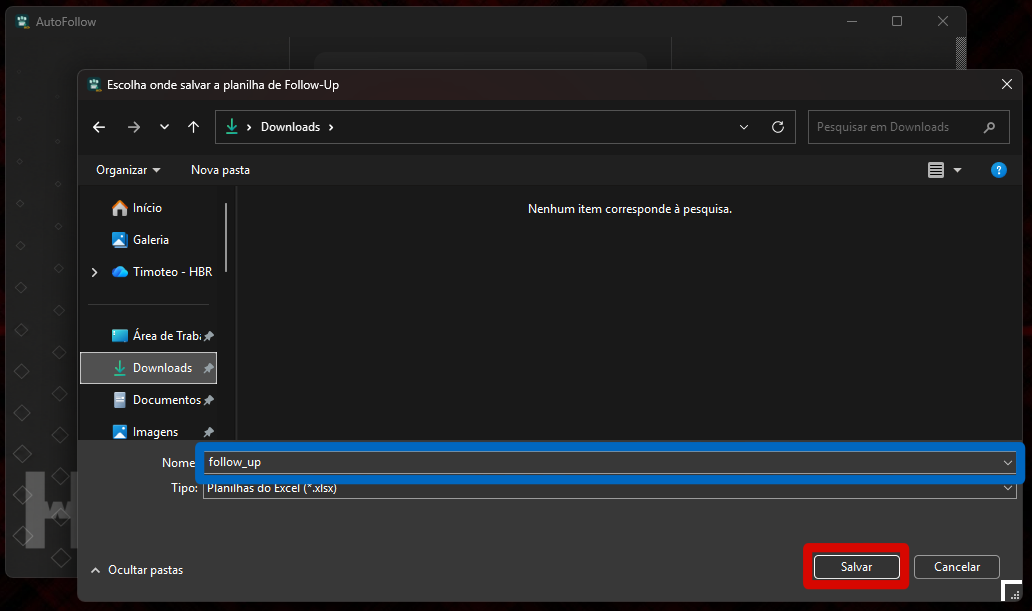 AutoFollow
Escolha onde salvar a planilha de Follow-Up
Downloads
Pesquisar em Downloads
Organizar
Nova pasta
Início
Galeria
Timoteo - HBR
Área de Trab
Downloads
Documentos
Imagens
Nenhum item corresponde à pesquisa.
Nome
follow_up
Tipo: Planilhas do Excel (*.xlsx)
Ocultar pastas
Salvar
Cancelar